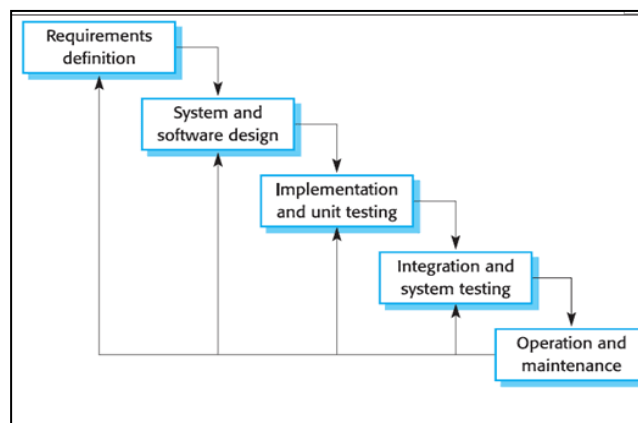 Requirements
definition
System and
software design
Implementation
and unit testing
Integration and
system testing
Operation and
maintenance